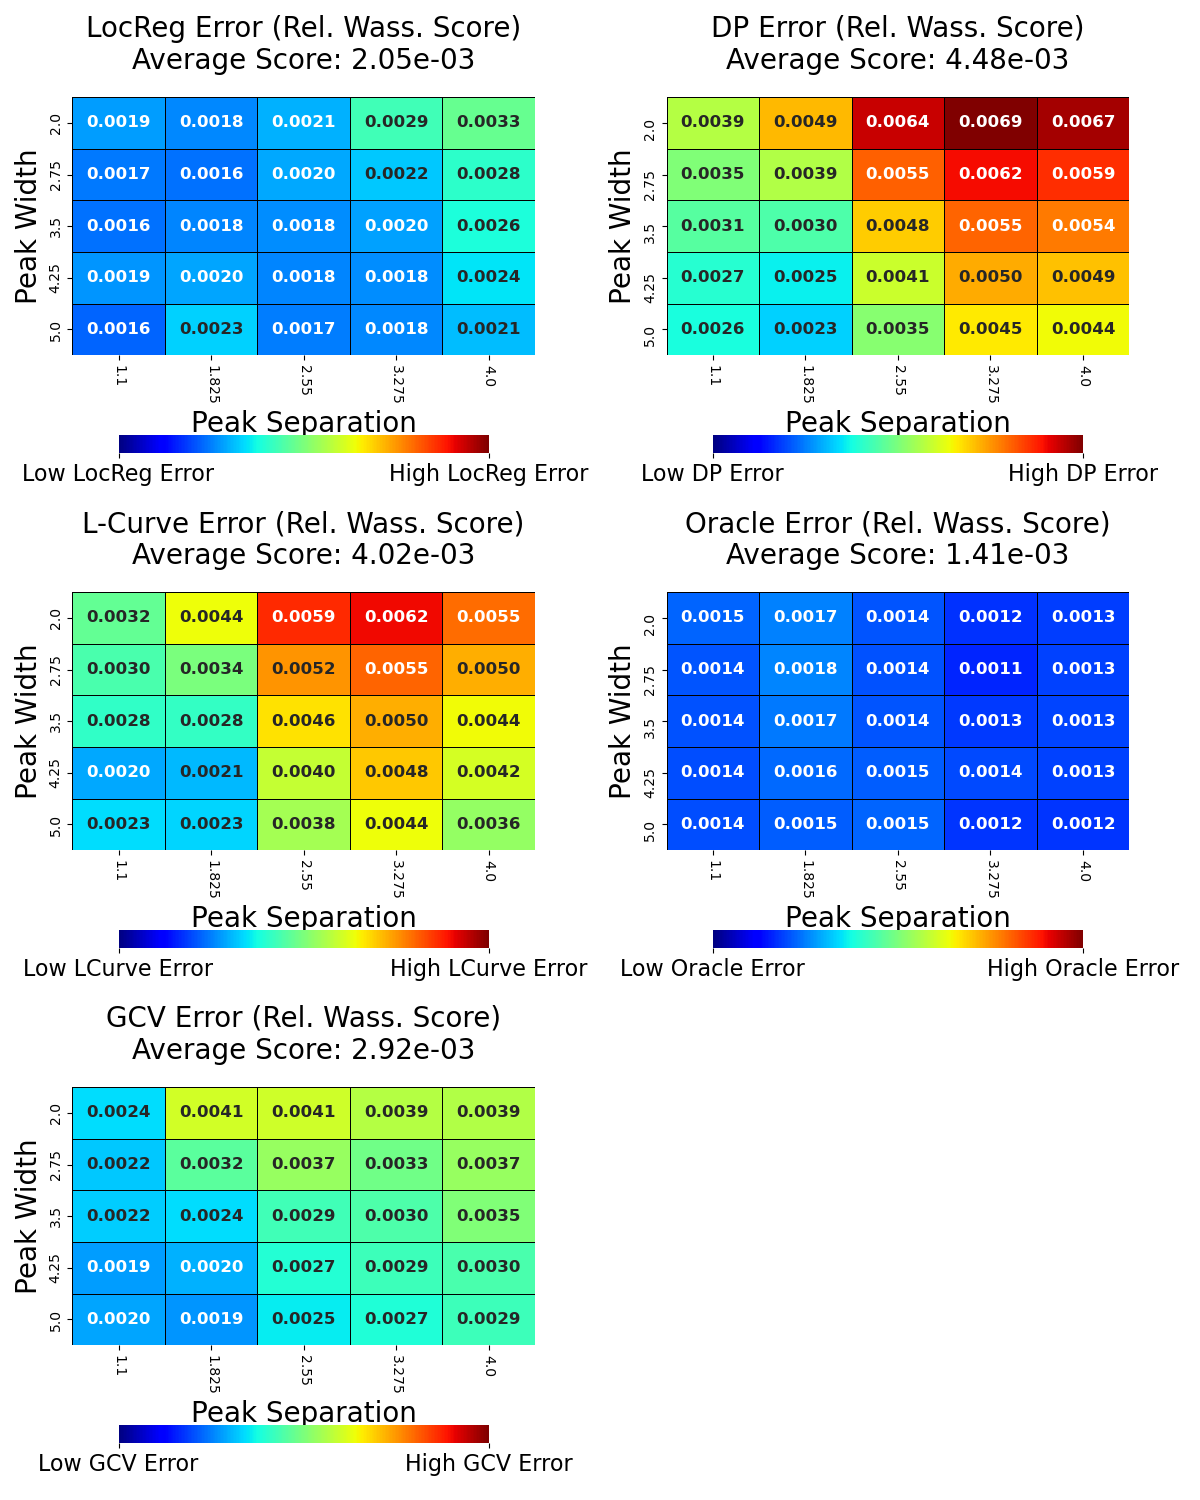 LocReg Error (Rel. Wass. Score)
Average Score: 2.05e-03
Peak Width
2.0 0.0019 0.0018 0.0021 0.0029 0.0033
2.75 0.0017 0.0016 0.0020 0.0022 0.0028
3.5 0.0016 0.0018 0.0018 0.0020 0.0026
4.25 0.0019 0.0020 0.0018 0.0018 0.0024
5.0 0.0016 0.0023 0.0017 0.0018 0.0021
1.1 1.825 2.55 3.275 4.0
Peak Separation
Low LocReg Error High LocReg Error
DP Error (Rel. Wass. Score)
Average Score: 4.48e-03
Peak Width
2.0 0.0039 0.0049 0.0064 0.0069 0.0067
2.75 0.0035 0.0039 0.0055 0.0062 0.0059
3.5 0.0031 0.0030 0.0048 0.0055 0.0054
4.25 0.0027 0.0025 0.0041 0.0050 0.0049
5.0 0.0026 0.0023 0.0035 0.0045 0.0044
1.1 1.825 2.55 3.275 4.0
Peak Separation
Low DP Error High DP Error
L-Curve Error (Rel. Wass. Score)
Average Score: 4.02e-03
Peak Width
2.0 0.0032 0.0044 0.0059 0.0062 0.0055
2.75 0.0030 0.0034 0.0052 0.0055 0.0050
3.5 0.0028 0.0028 0.0046 0.0050 0.0044
4.25 0.0020 0.0021 0.0040 0.0048 0.0042
5.0 0.0023 0.0023 0.0038 0.0044 0.0036
1.1 1.825 2.55 3.275 4.0
Peak Separation
Low LCurve Error High LCurve Error
Oracle Error (Rel. Wass. Score)
Average Score: 1.41e-03
Peak Width
2.0 0.0015 0.0017 0.0014 0.0012 0.0013
2.75 0.0014 0.0018 0.0014 0.0011 0.0013
3.5 0.0014 0.0017 0.0014 0.0013 0.0013
4.25 0.0014 0.0016 0.0015 0.0014 0.0013
5.0 0.0014 0.0015 0.0015 0.0012 0.0012
1.1 1.825 2.55 3.275 4.0
Peak Separation
Low Oracle Error High Oracle Error
GCV Error (Rel. Wass. Score)
Average Score: 2.92e-03
Peak Width
2.0 0.0024 0.0041 0.0041 0.0039 0.0039
2.75 0.0022 0.0032 0.0037 0.0033 0.0037
3.5 0.0022 0.0024 0.0029 0.0030 0.0035
4.25 0.0019 0.0020 0.0027 0.0029 0.0030
5.0 0.0020 0.0019 0.0025 0.0027 0.0029
1.1 1.825 2.55 3.275 4.0
Peak Separation
Low GCV Error High GCV Error